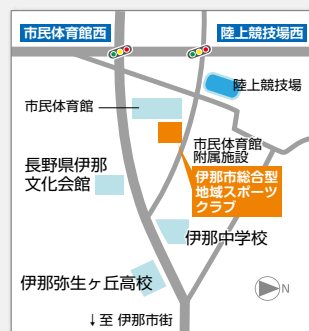 市民体育館西
陸上競技場西
陸上競技場
市民体育館
市民体育館
附属施設
長野県伊那
文化会館
伊那市総合型
地域スポーツ
クラブ
伊那中学校
伊那弥生ヶ丘高校
N
↓至 伊那市街